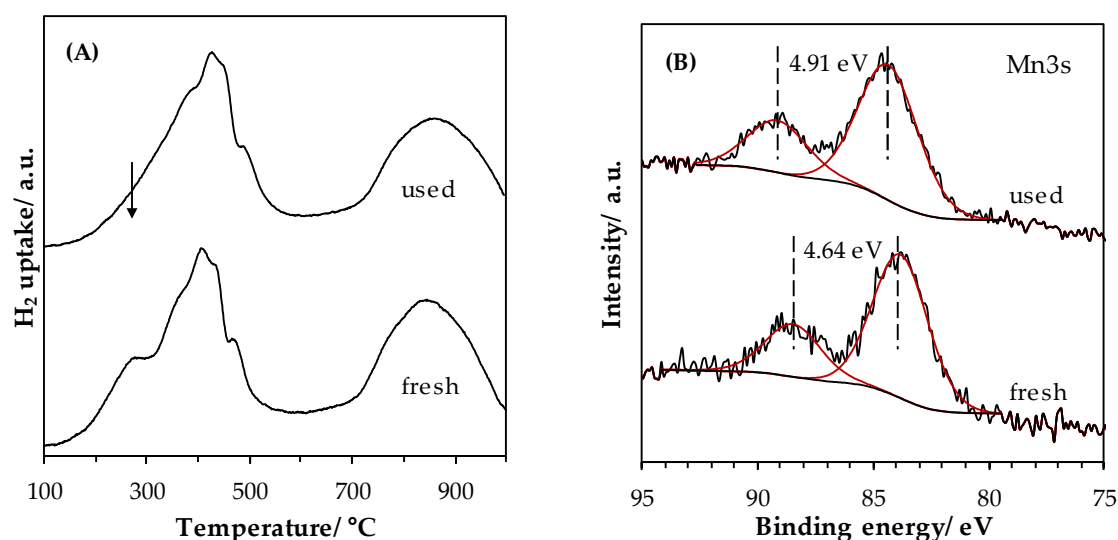 (A)
used
fresh
H₂ uptake/ a.u.
100 300 500 700 900
Temperature/ °C
(B)
4.91 eV
Mn3s
used
4.64 eV
fresh
Intensity/ a.u.
95 90 85 80 75
Binding energy/ eV